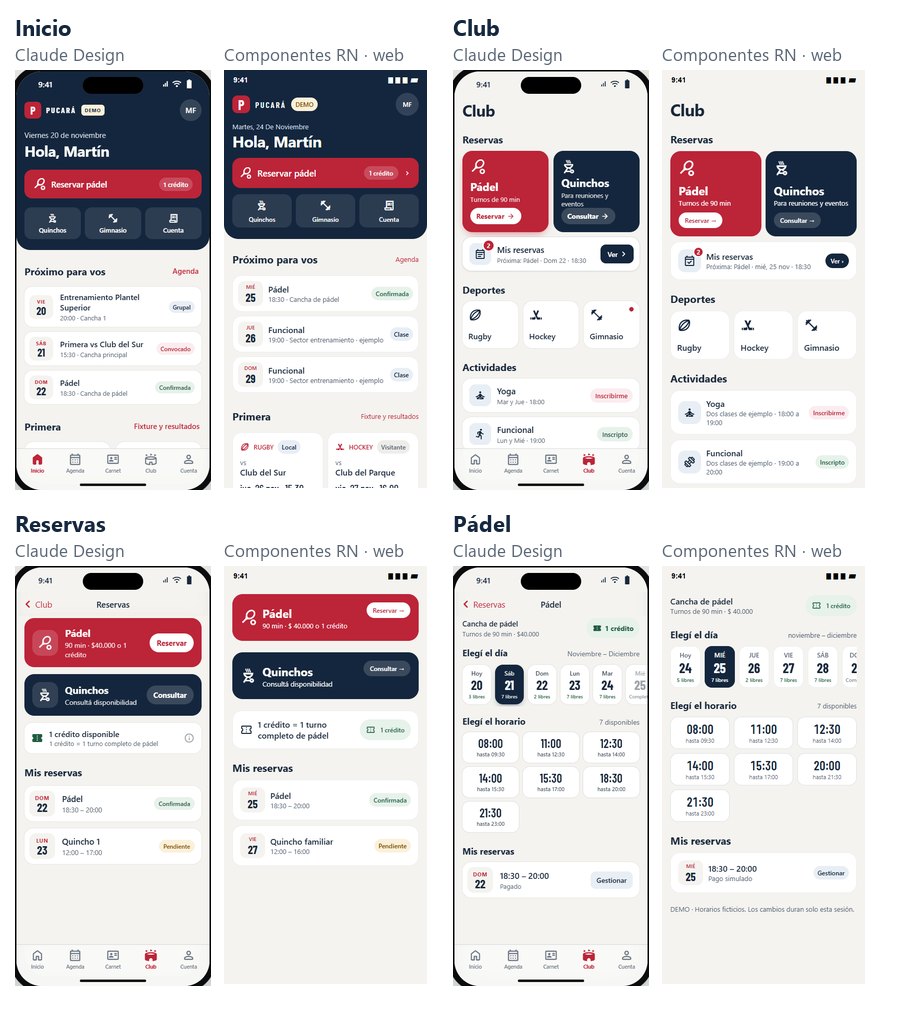 Inicio
Claude Design
Componentes RN · web
9:41
P PUCARÁ DEMO MF
Viernes 20 de noviembre
Hola, Martín
Reservar pádel 1 crédito
Quinchos Gimnasio Cuenta
Próximo para vos Agenda
VIE 20 Entrenamiento Plantel Superior 20:00 · Cancha 1 Grupal
SÁB 21 Primera vs Club del Sur 15:30 · Cancha principal Convocado
DOM 22 Pádel 18:30 · Cancha de pádel Confirmada
Primera Fixture y resultados
Inicio Agenda Carnet Club Cuenta
9:41
P PUCARÁ DEMO MF
Martes, 24 De Noviembre
Hola, Martín
Reservar pádel 1 crédito ›
Quinchos Gimnasio Cuenta
Próximo para vos Agenda
MIÉ 25 Pádel 18:30 · Cancha de pádel Confirmada
JUE 26 Funcional 19:00 · Sector entrenamiento · ejemplo Clase
DOM 29 Funcional 19:00 · Sector entrenamiento · ejemplo Clase
Primera Fixture y resultados
RUGBY Local HOCKEY Visitante
vs vs
Club del Sur Club del Parque
jue, 26 nov · 15:30 vie, 27 nov · 16:00
Club
Claude Design
Componentes RN · web
9:41
Club
Reservas
Pádel
Turnos de 90 min
Reservar →
Quinchos
Para reuniones y eventos
Consultar →
2 Mis reservas
Próxima: Pádel · Dom 22 · 18:30
Ver ›
Deportes
Rugby Hockey Gimnasio
Actividades
Yoga
Mar y Jue · 18:00
Inscribirme
Funcional
Lun y Mié · 19:00
Inscripto
Inicio Agenda Carnet Club Cuenta
9:41
Club
Reservas
Pádel
Turnos de 90 min
Reservar →
Quinchos
Para reuniones y eventos
Consultar →
2 Mis reservas
Próxima: Pádel · mié, 25 nov · 18:30
Ver ›
Deportes
Rugby Hockey Gimnasio
Actividades
Yoga
Dos clases de ejemplo · 18:00 a 19:00
Inscribirme
Funcional
Dos clases de ejemplo · 19:00 a 20:00
Inscripto
Reservas
Claude Design
Componentes RN · web
9:41
‹ Club Reservas
Pádel
90 min · $40.000 o 1 crédito
Reservar
Quinchos
Consultá disponibilidad
Consultar
1 crédito disponible
1 crédito = 1 turno completo de pádel
Mis reservas
DOM 22 Pádel 18:30 – 20:00 Confirmada
LUN 23 Quincho 1 12:00 – 17:00 Pendiente
Inicio Agenda Carnet Club Cuenta
9:41
Pádel
90 min · $ 40.000 o 1 crédito
Reservar →
Quinchos
Consultá disponibilidad
Consultar →
1 crédito = 1 turno completo de pádel
1 crédito
Mis reservas
MIÉ 25 Pádel 18:30 – 20:00 Confirmada
VIE 27 Quincho familiar 12:00 – 16:00 Pendiente
Pádel
Claude Design
Componentes RN · web
9:41
‹ Reservas Pádel
Cancha de pádel
Turnos de 90 min · $40.000
1 crédito
Elegí el día Noviembre – Diciembre
Hoy 20 5 libres
Sáb 21 7 libres
Dom 22 2 libres
Lun 23 7 libres
Mar 24 7 libres
Mié 25 Comple
Elegí el horario 7 disponibles
08:00 11:00 12:30
hasta 09:30 hasta 12:30 hasta 14:00
14:00 15:30 18:30
hasta 15:30 hasta 17:00 hasta 20:00
21:30
hasta 23:00
Mis reservas
DOM 22 18:30 – 20:00 Pagado Gestionar
Inicio Agenda Carnet Club Cuenta
9:41
Cancha de pádel
Turnos de 90 min · $ 40.000
1 crédito
Elegí el día noviembre – diciembre
Hoy 24 5 libres
MIÉ 25 7 libres
JUE 26 2 libres
VIE 27 7 libres
SÁB 28 7 libres
Elegí el horario 7 disponibles
08:00 11:00 12:30
hasta 09:30 hasta 12:30 hasta 14:00
14:00 15:30 20:00
hasta 15:30 hasta 17:00 hasta 21:30
21:30
hasta 23:00
Mis reservas
MIÉ 25 18:30 – 20:00 Pago simulado Gestionar
DEMO · Horarios ficticios. Los cambios duran solo esta sesión.